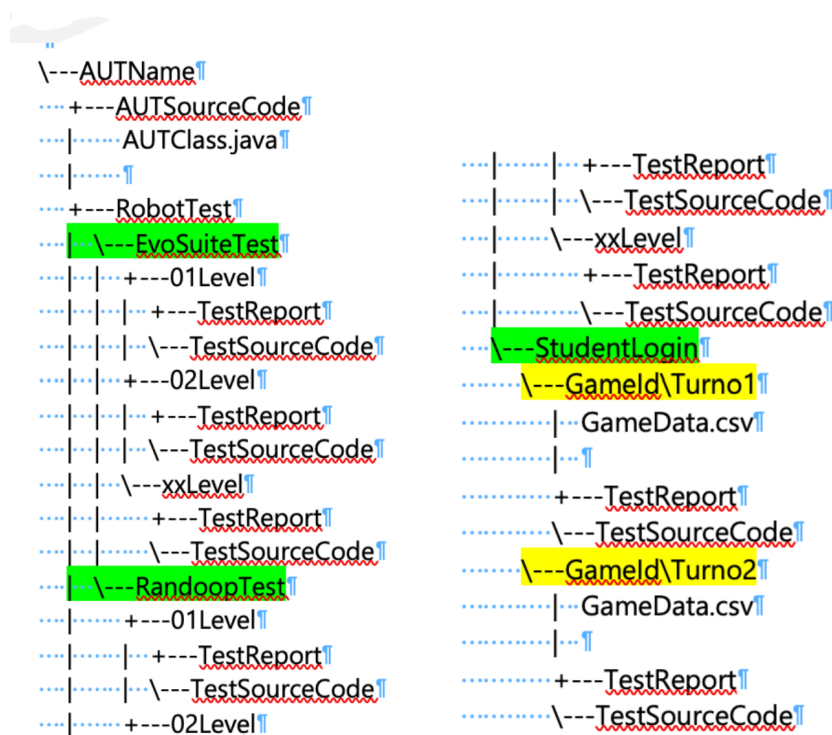 \---AUTName¶
····+---AUTSourceCode¶
····|·······AUTClass.java¶
····|·······¶
····+---RobotTest¶
····|···\---EvoSuiteTest¶
····|···|···+---01Level¶
····|···|···|···+---TestReport¶
····|···|···|···\---TestSourceCode¶
····|···|···+---02Level¶
····|···|···|···+---TestReport¶
····|···|···|···\---TestSourceCode¶
····|···|···\---xxLevel¶
····|···|·······+---TestReport¶
····|···|·······\---TestSourceCode¶
····|···\---RandoopTest¶
····|·······+---01Level¶
····|·······|···+---TestReport¶
····|·······|···\---TestSourceCode¶
····|·······+---02Level¶
····|·······|···+---TestReport¶
····|·······|···\---TestSourceCode¶
····|·······\---xxLevel¶
····|···········+---TestReport¶
····|···········\---TestSourceCode¶
····\---StudentLogin¶
········\---GameId\Turno1¶
············|···GameData.csv¶
············|···¶
············+---TestReport¶
············\---TestSourceCode¶
········\---GameId\Turno2¶
············|···GameData.csv¶
············|···¶
············+---TestReport¶
············\---TestSourceCode¶